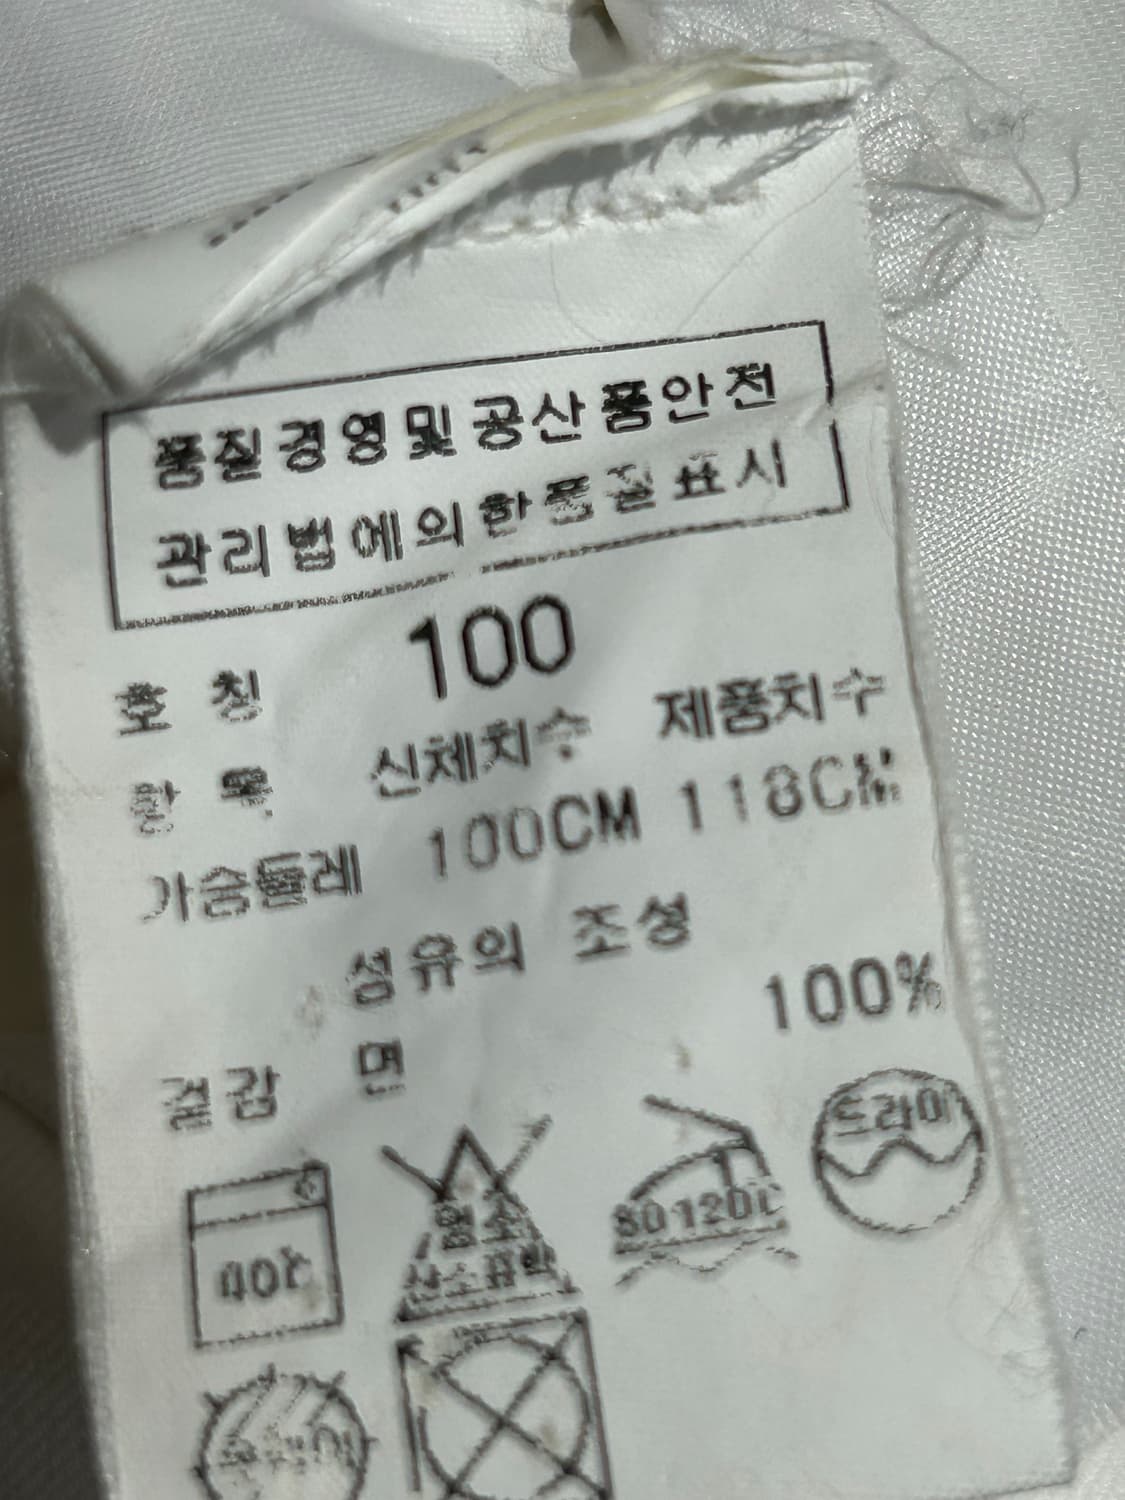 품질경영및공산품안전
관리법에의한품질표시
호 칭 100
항 목 신체치수 제품치수
가슴둘레 100CM 118CM
섬유의 조성
겉감 면 100%
40℃
염소
산소표백
80120℃
드라이